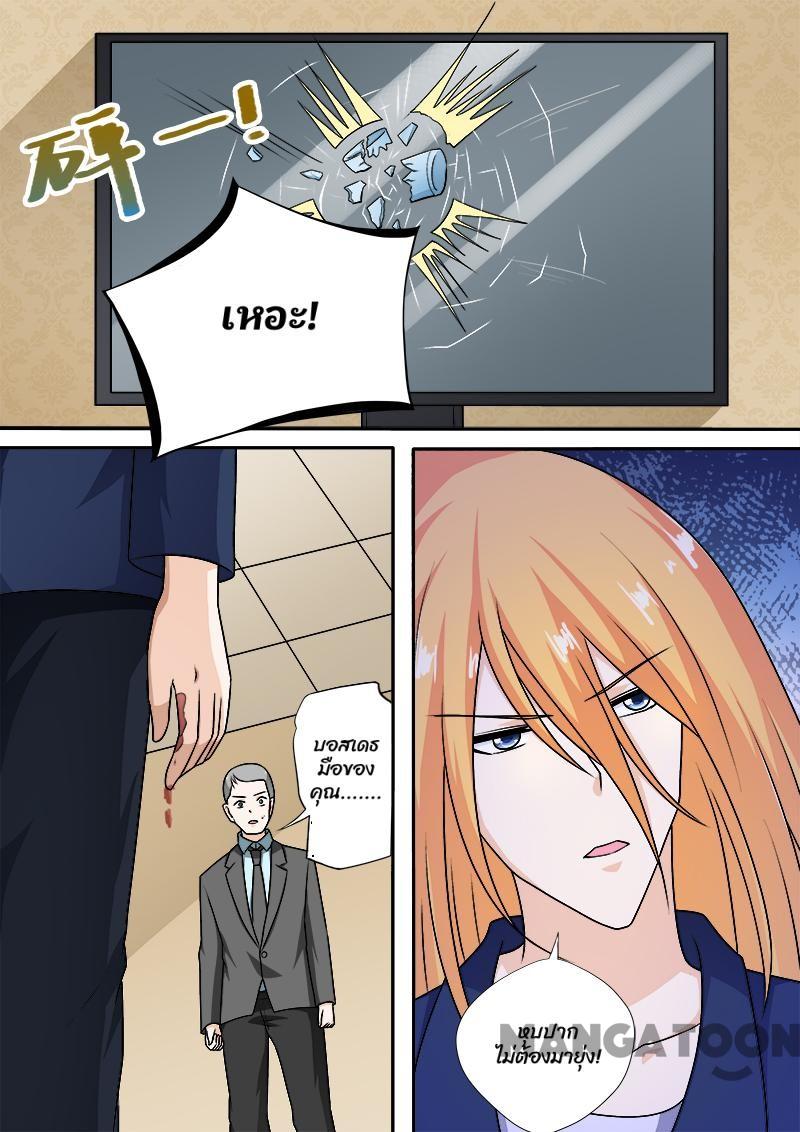 砰一!
เหอะ!
บอสเดธ
มือของ
คุณ.......
หุบปาก
ไม่ต้องมายุ่ง!
MANGATOON